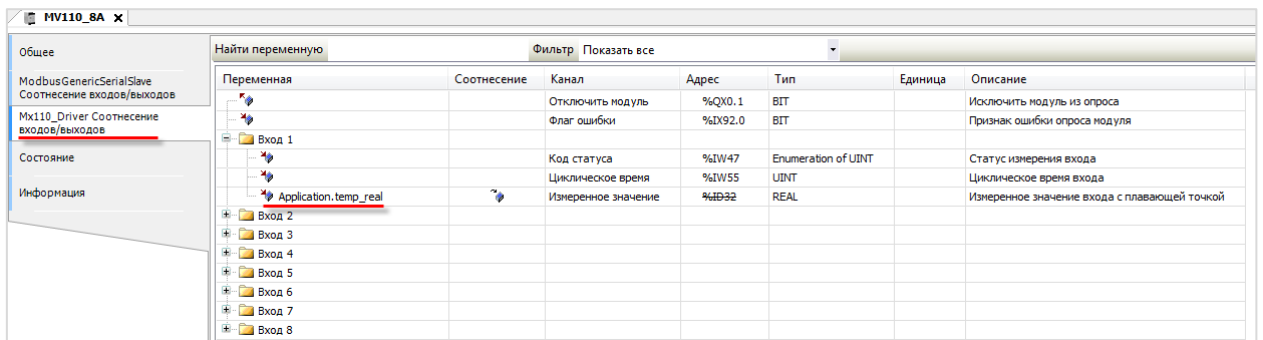 MV110_8A X
Общее
ModbusGenericSerialSlave
Соотнесение входов/выходов
Mx110_Driver Соотнесение
входов/выходов
Состояние
Информация
Найти переменную Фильтр Показать все
Переменная Соотнесение Канал Адрес Тип Единица Описание
Отключить модуль %QX0.1 BIT Исключить модуль из опроса
Флаг ошибки %IX92.0 BIT Признак ошибки опроса модуля
Вход 1
Код статуса %IW47 Enumeration of UINT Статус измерения входа
Циклическое время %IW55 UINT Циклическое время входа
Application.temp_real Измеренное значение %ID32 REAL Измеренное значение входа с плавающей точкой
Вход 2
Вход 3
Вход 4
Вход 5
Вход 6
Вход 7
Вход 8